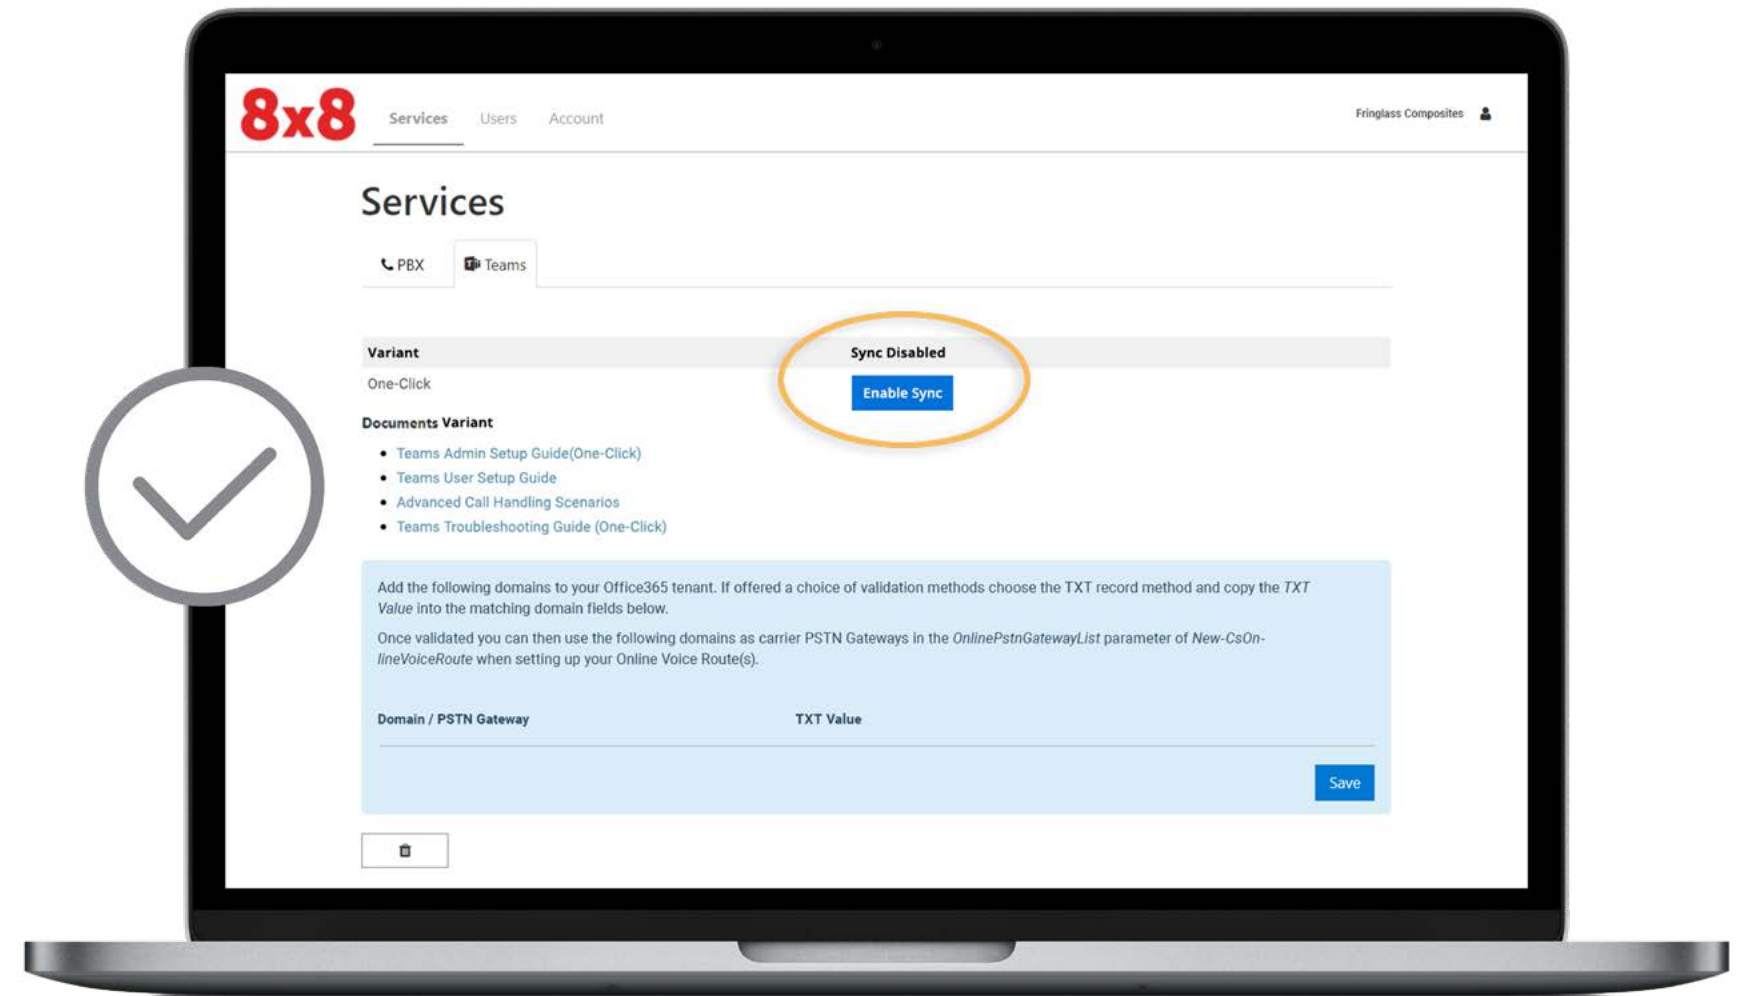 8x8
Services Users Account
Fringlass Composites
Services
PBX Teams
Variant Sync Disabled
One-Click Enable Sync
Documents Variant
Teams Admin Setup Guide(One-Click)
Teams User Setup Guide
Advanced Call Handling Scenarios
Teams Troubleshooting Guide (One-Click)
Add the following domains to your Office365 tenant. If offered a choice of validation methods choose the TXT record method and copy the TXT
Value into the matching domain fields below.
Once validated you can then use the following domains as carrier PSTN Gateways in the OnlinePstnGatewayList parameter of New-CsOn-
lineVoiceRoute when setting up your Online Voice Route(s).
Domain / PSTN Gateway TXT Value
Save